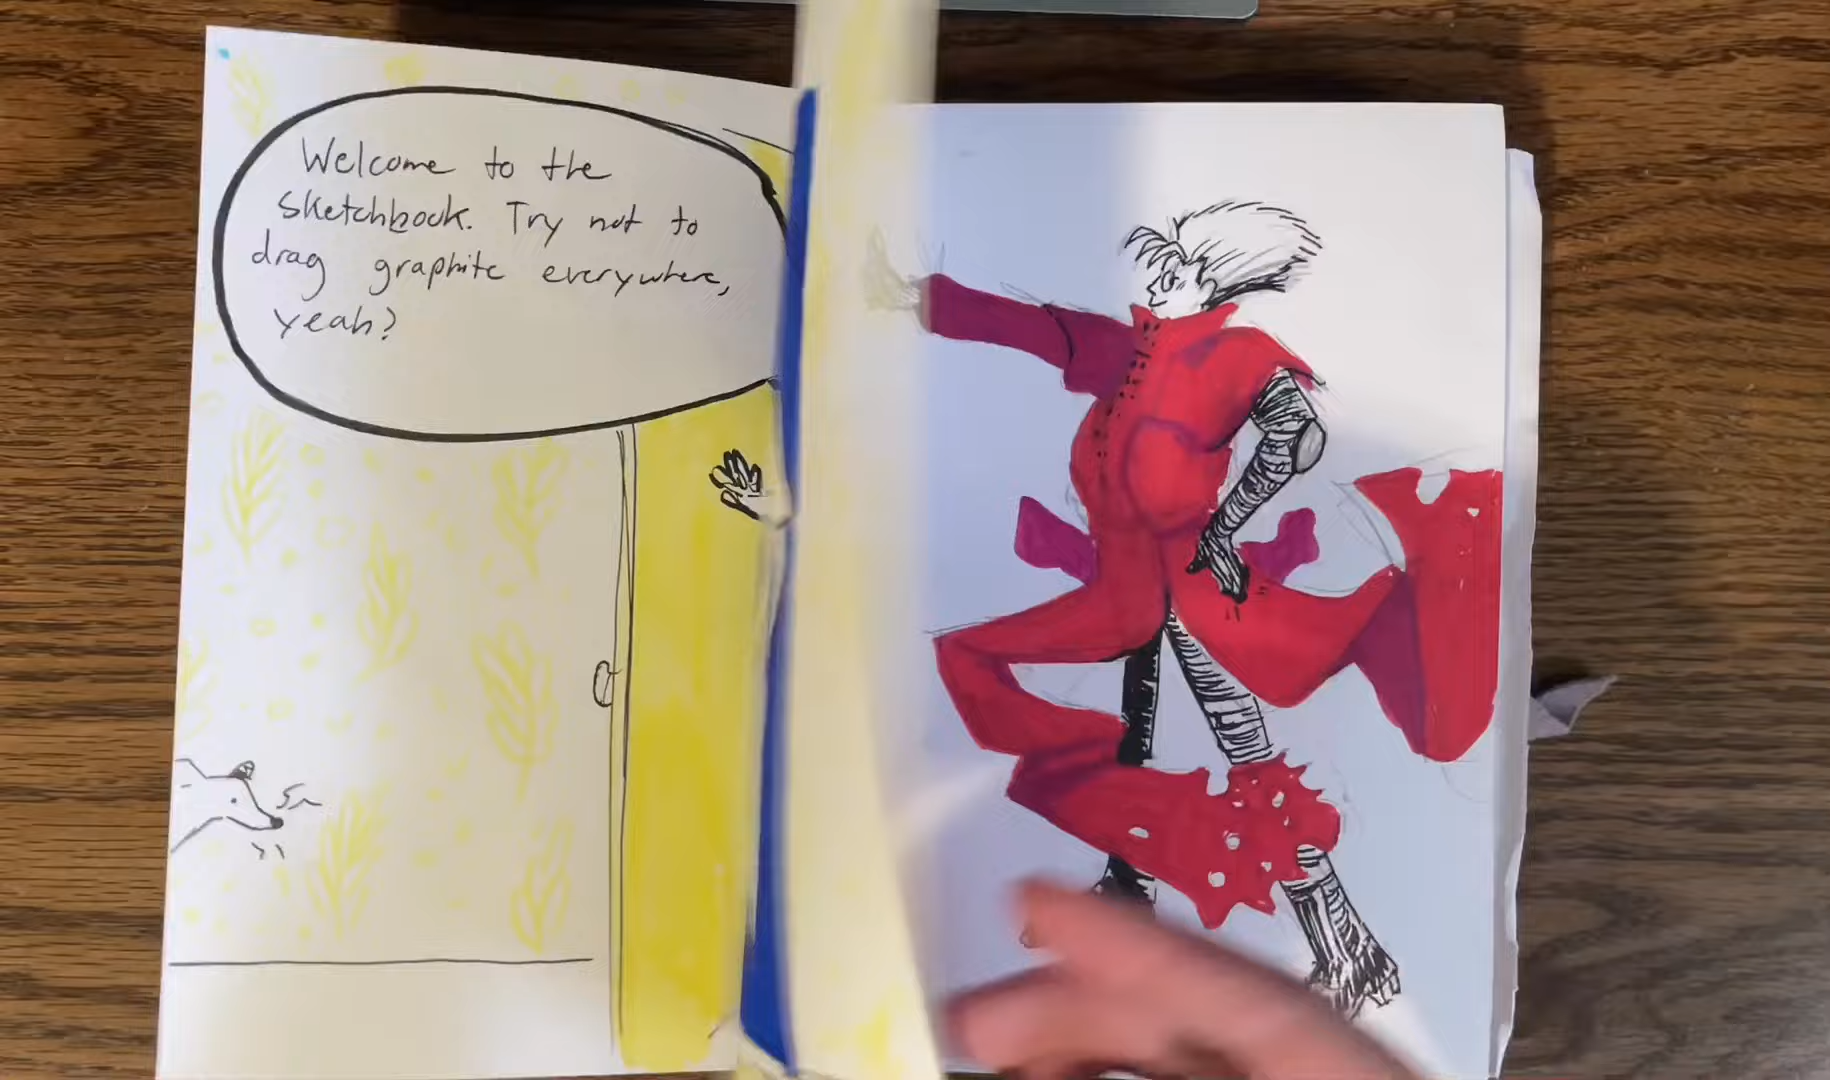 Welcome to the
sketchbook. Try not to
drag graphite everywhere,
yeah?